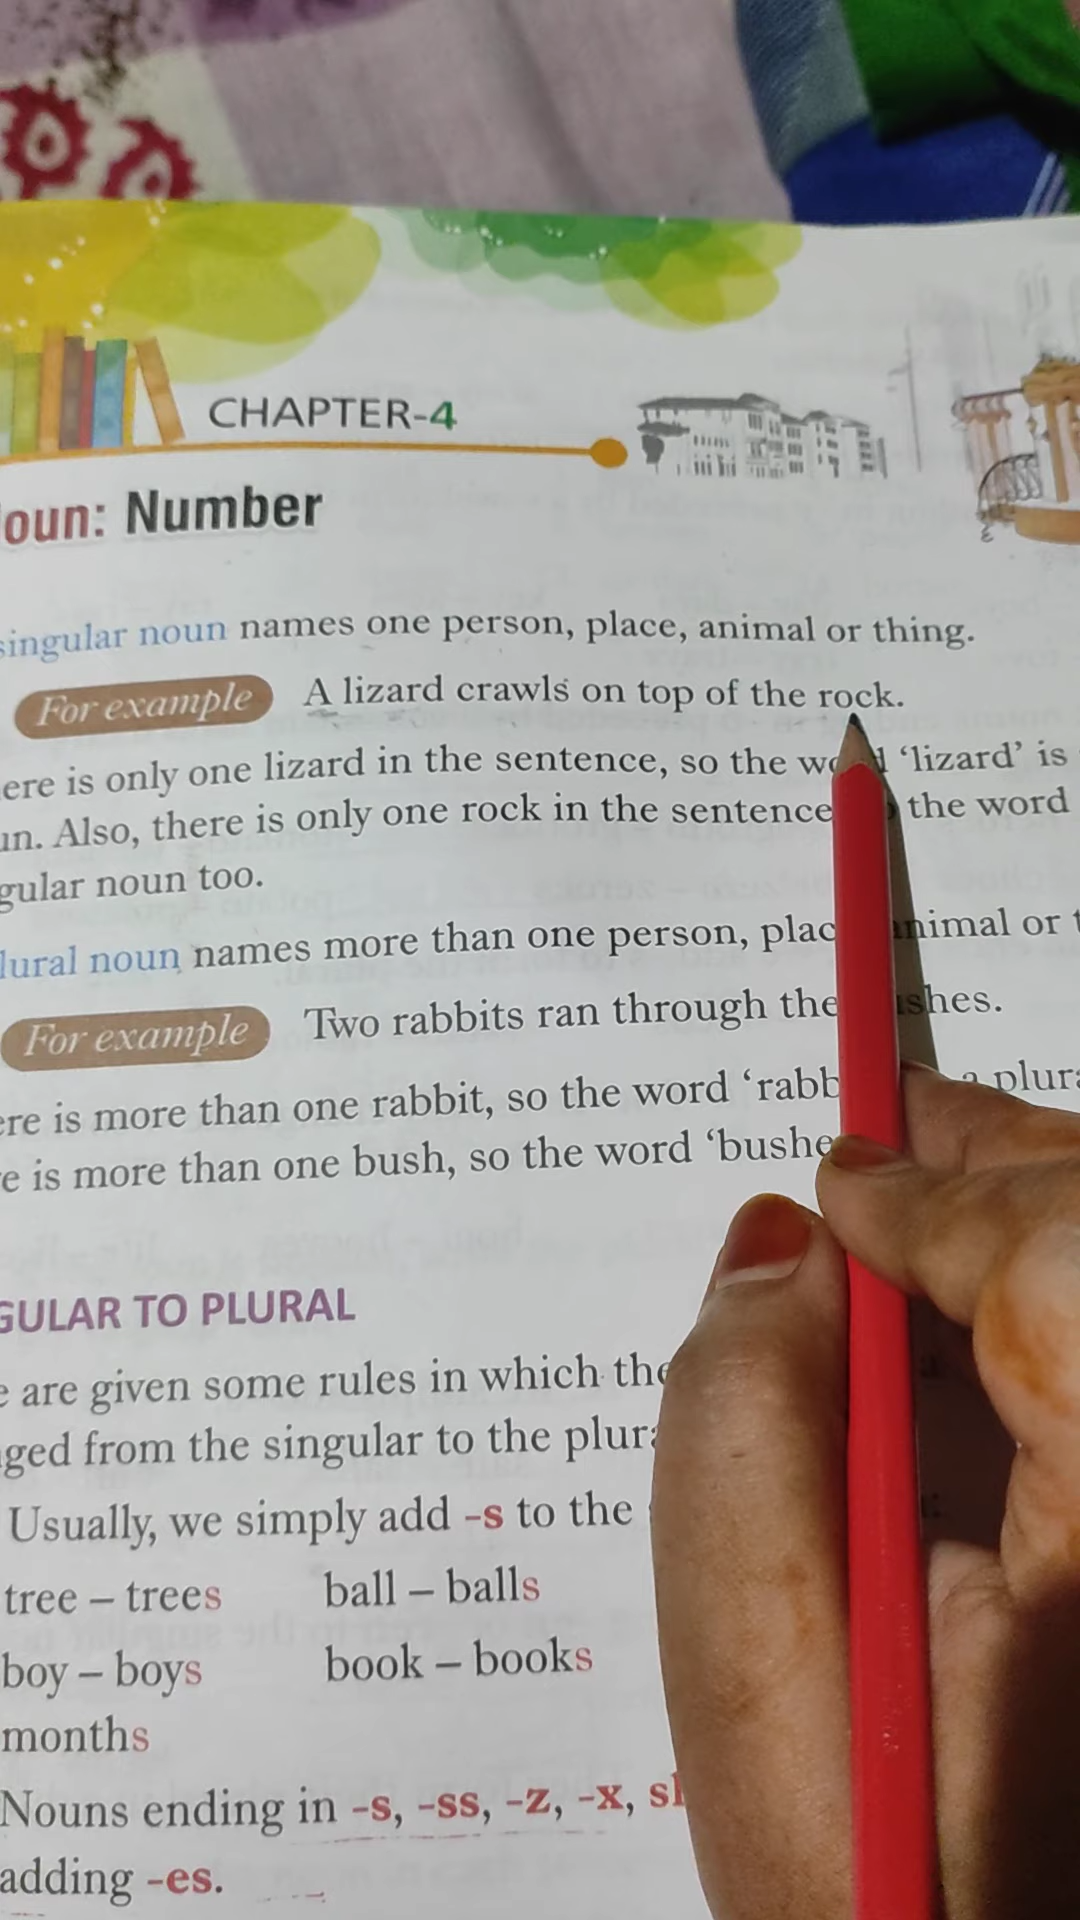 CHAPTER-4
oun: Number
singular noun names one person, place, animal or thing.
For example A lizard crawls on top of the rock.
ere is only one lizard in the sentence, so the 'lizard' is
un. Also, there is only one rock in the sentence the word
gular noun too.
lural noun names more than one person, plac animal or t
For example Two rabbits ran through the shes.
ere is more than one rabbit, so the word 'rabb a plura
e is more than one bush, so the word 'bushe
GULAR TO PLURAL
e are given some rules in which the
ged from the singular to the plura
Usually, we simply add -s to the
tree – trees ball – balls
boy – boys book – books
months
Nouns ending in -s, -ss, -z, -x, sh
adding -es.